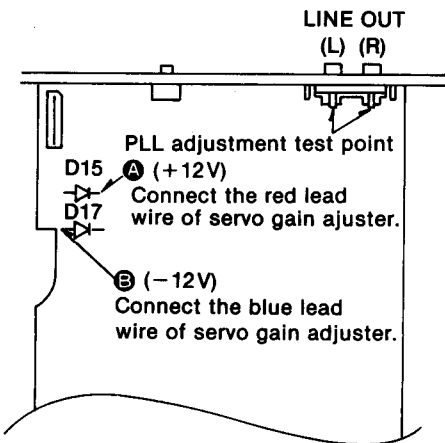 LINE OUT
(L) (R)
PLL adjustment test point
D15
A (+12V)
Connect the red lead
wire of servo gain ajuster.
D17
B (−12V)
Connect the blue lead
wire of servo gain adjuster.